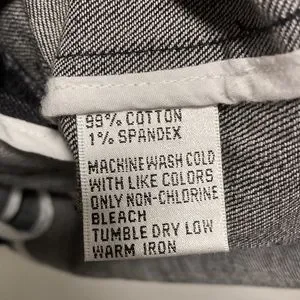 99% COTTON
1% SPANDEX
MACHINE WASH COLD
WITH LIKE COLORS
ONLY NON-CHLORINE
BLEACH
TUMBLE DRY LOW
WARM IRON